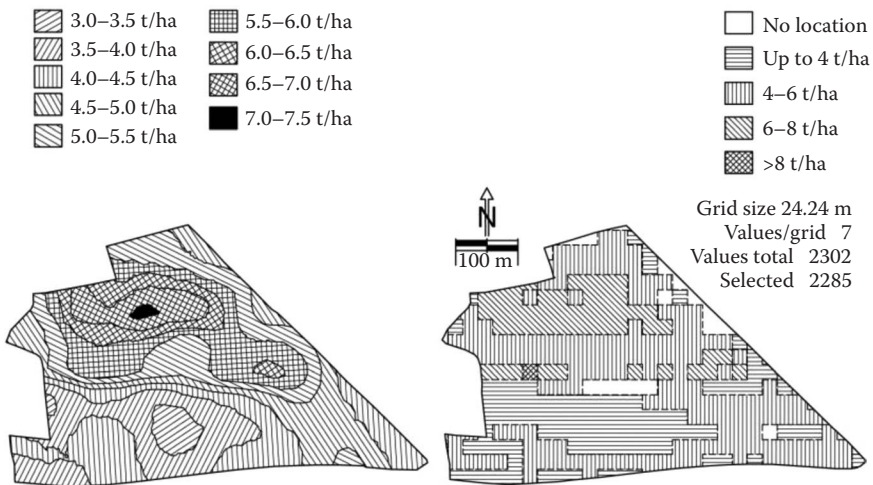 3.0–3.5 t/ha
3.5–4.0 t/ha
4.0–4.5 t/ha
4.5–5.0 t/ha
5.0–5.5 t/ha
5.5–6.0 t/ha
6.0–6.5 t/ha
6.5–7.0 t/ha
7.0–7.5 t/ha
No location
Up to 4 t/ha
4–6 t/ha
6–8 t/ha
>8 t/ha
N
100 m
Grid size 24.24 m
Values/grid 7
Values total 2302
Selected 2285